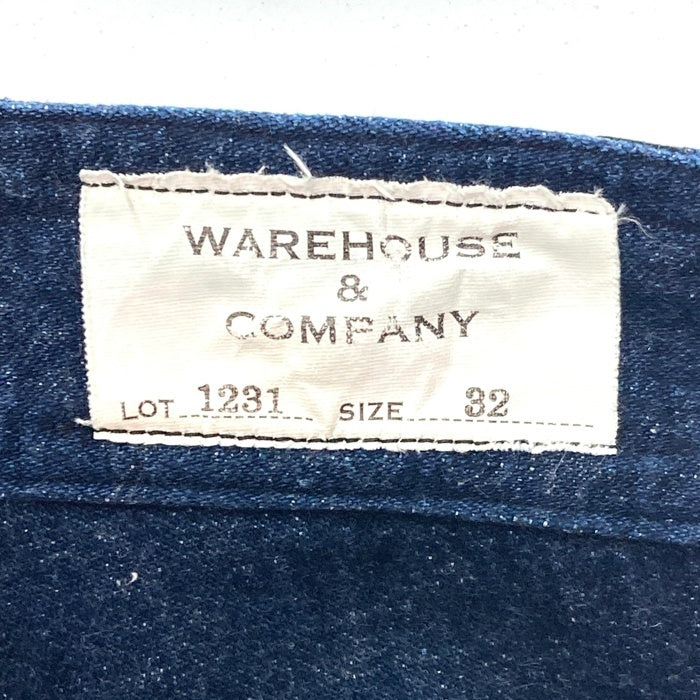 WAREHOUSE
&
COMPANY
LOT 1231 SIZE 32